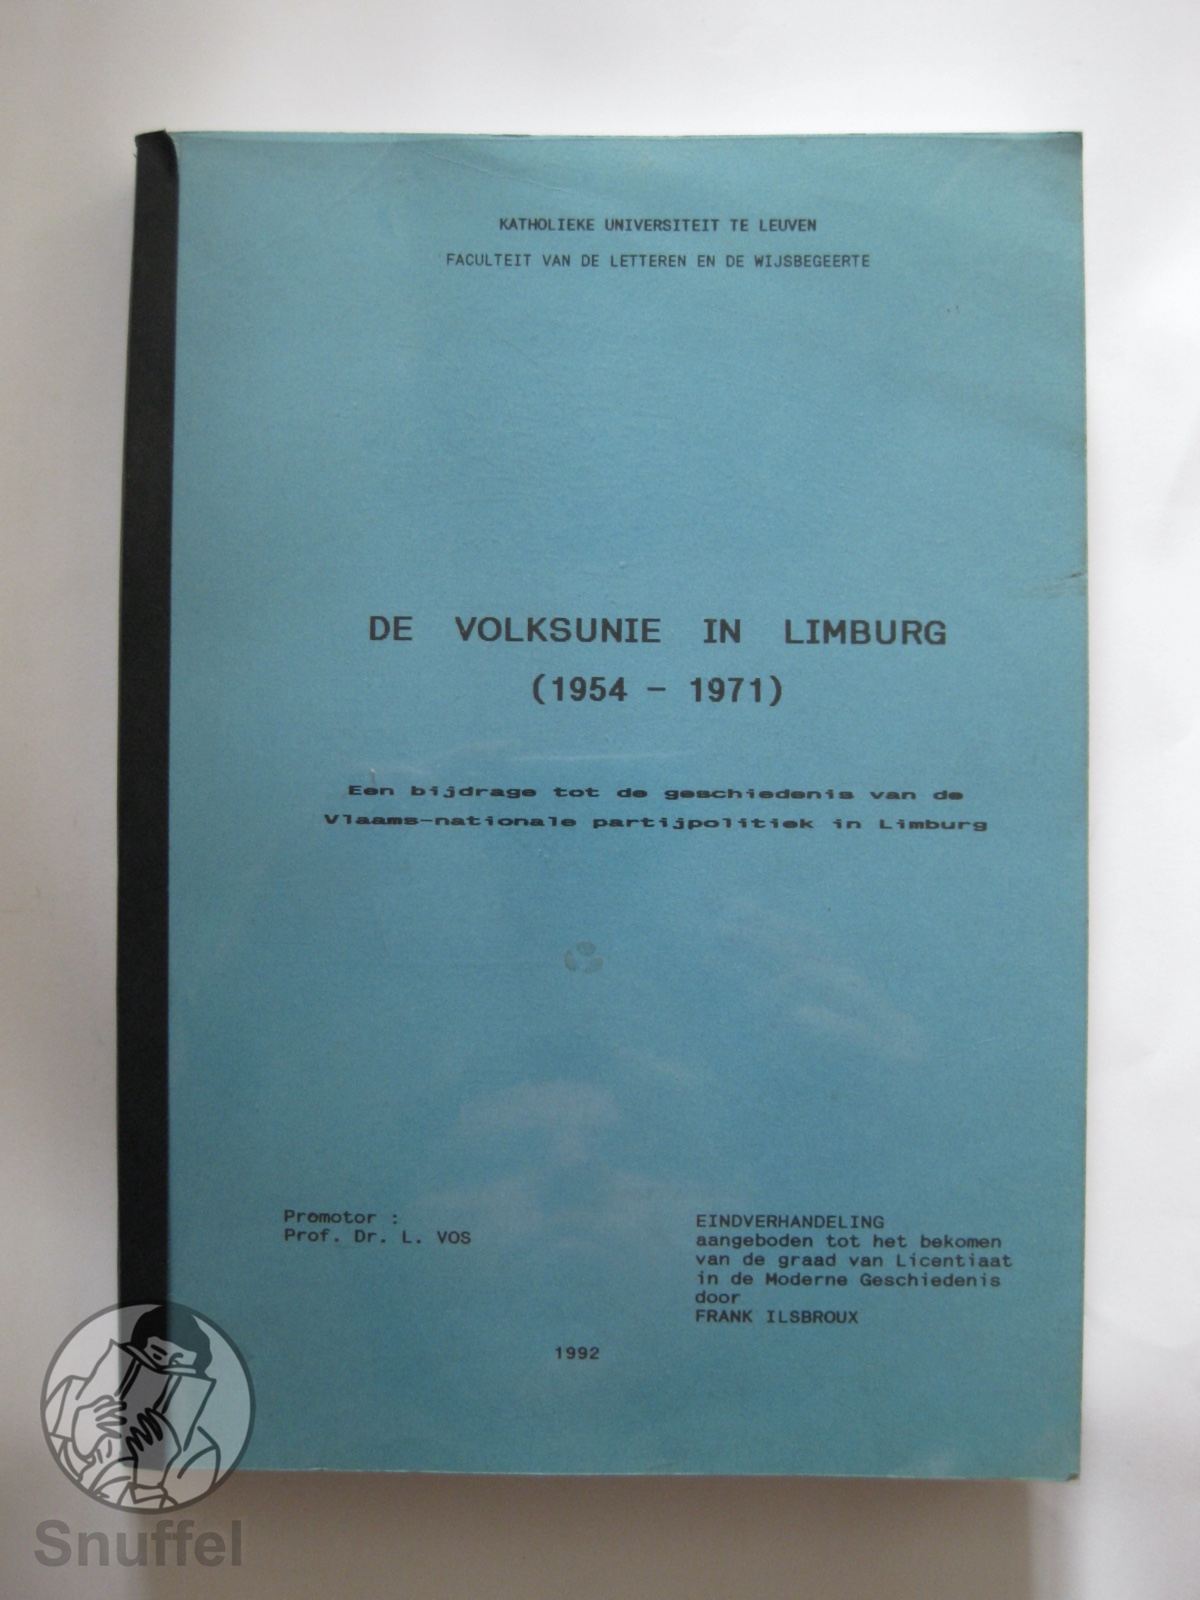 KATHOLIEKE UNIVERSITEIT TE LEUVEN
FACULTEIT VAN DE LETTEREN EN DE WIJSBEGEERTE
DE VOLKSUNIE IN LIMBURG
(1954 - 1971)
Een bijdrage tot de geschiedenis van de
Vlaams-nationale partijpolitiek in Limburg
Promotor :
Prof. Dr. L. VOS
EINDVERHANDELING
aangeboden tot het bekomen
van de graad van Licentiaat
in de Moderne Geschiedenis
door
FRANK ILSBROUX
1992
Snuffel